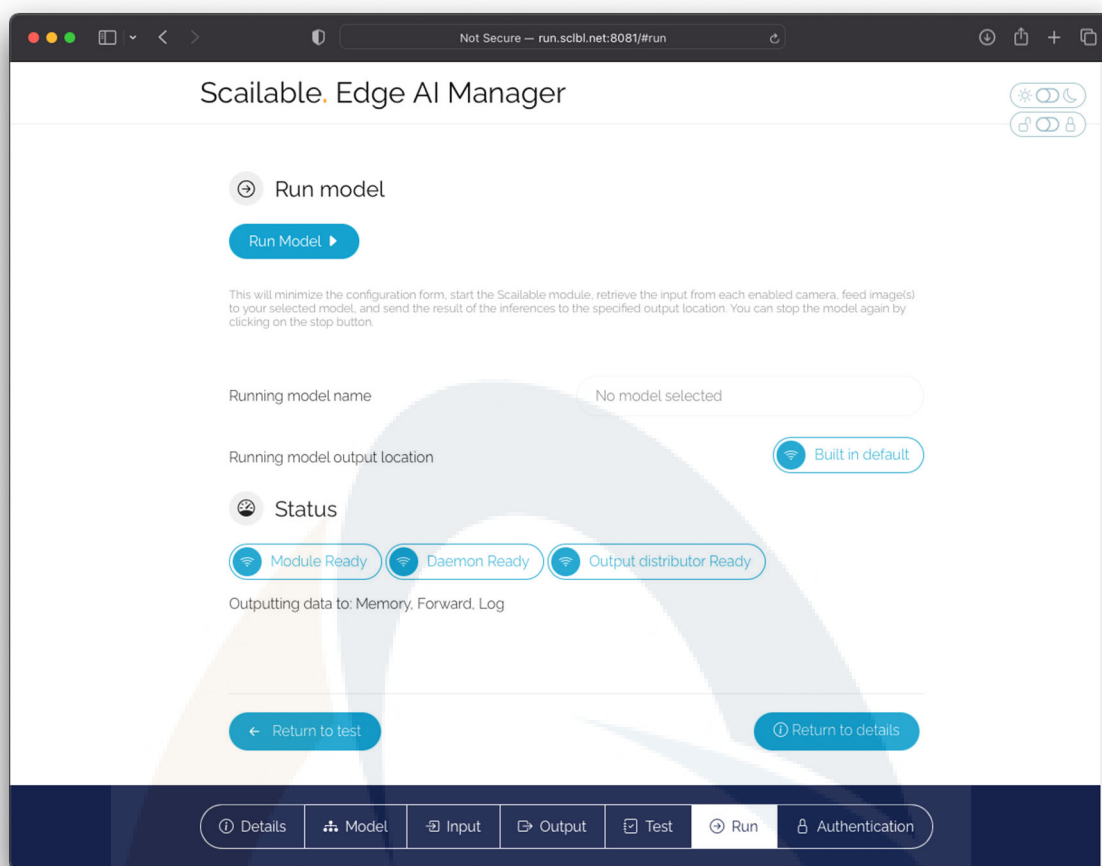 Not Secure — run.sclbl.net:8081/#run
Scailable. Edge AI Manager
Run model
Run Model
This will minimize the configuration form, start the Scailable module, retrieve the input from each enabled camera, feed image(s)
to your selected model, and send the result of the inferences to the specified output location. You can stop the model again by
clicking on the stop button.
Running model name
No model selected
Running model output location
Built in default
Status
Module Ready
Daemon Ready
Output distributor Ready
Outputting data to: Memory, Forward, Log
Return to test
Return to details
Details
Model
Input
Output
Test
Run
Authentication